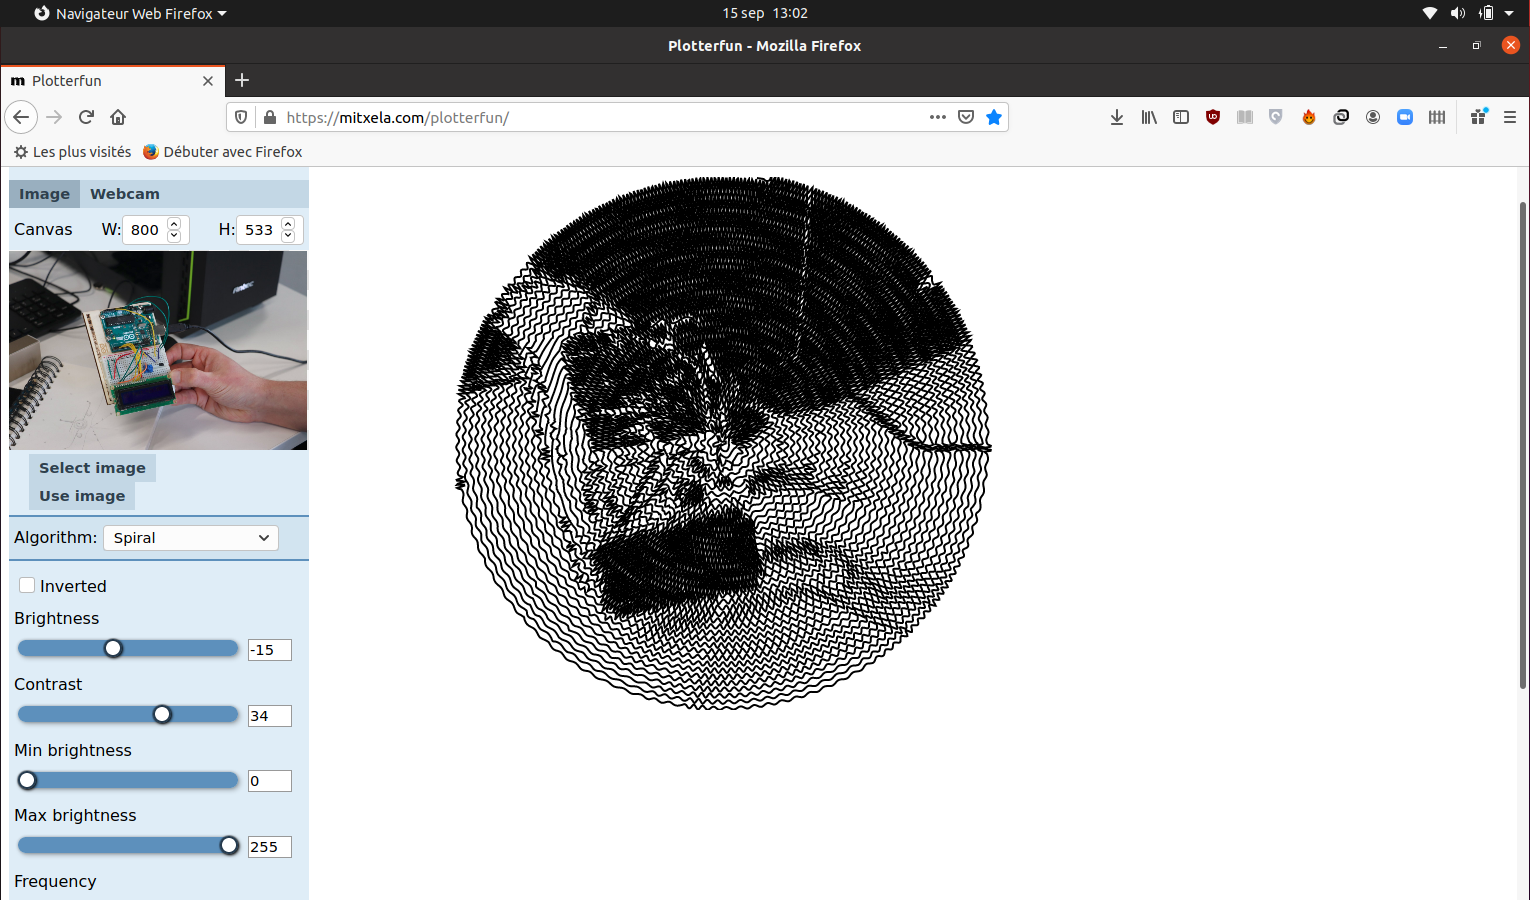 Navigateur Web Firefox
15 sep 13:02
Plotterfun - Mozilla Firefox
m Plotterfun
https://mitxela.com/plotterfun/
Les plus visités
Débuter avec Firefox
Image
Webcam
Canvas W: 800 H: 533
Select image
Use image
Algorithm: Spiral
Inverted
Brightness
-15
Contrast
34
Min brightness
0
Max brightness
255
Frequency